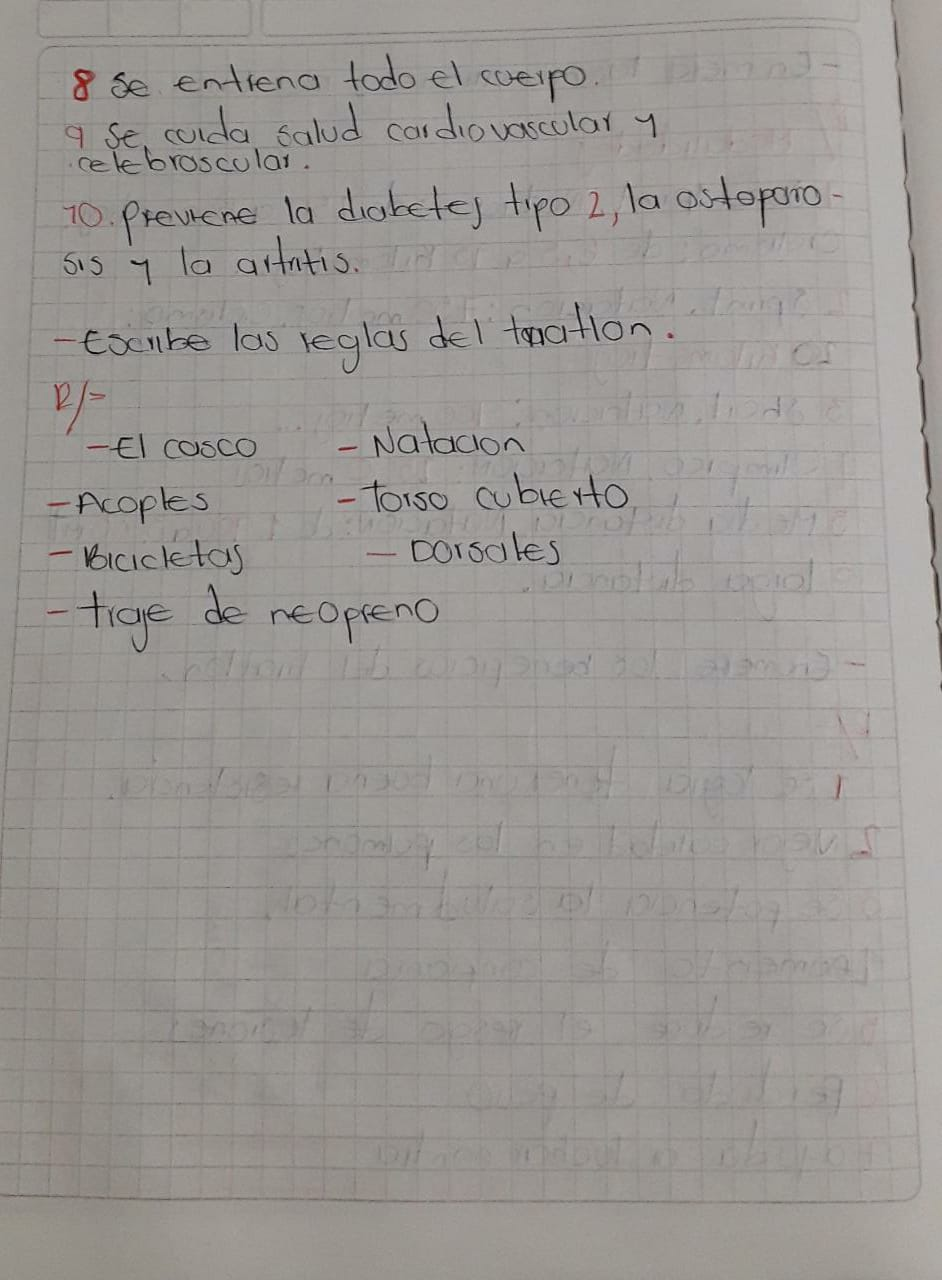 8 Se entrena todo el cuerpo.
9 Se cuida salud cardiovascular y
celebroscular.
10. Previene la diabetes tipo 2, la ostoporo-
sis y la artritis.
- Escribe las reglas del triatlon.
R/=
- El casco - Natacion
- Acoples - Torso cubierto
- Bicicletas - Dorsales
- traje de neopreno